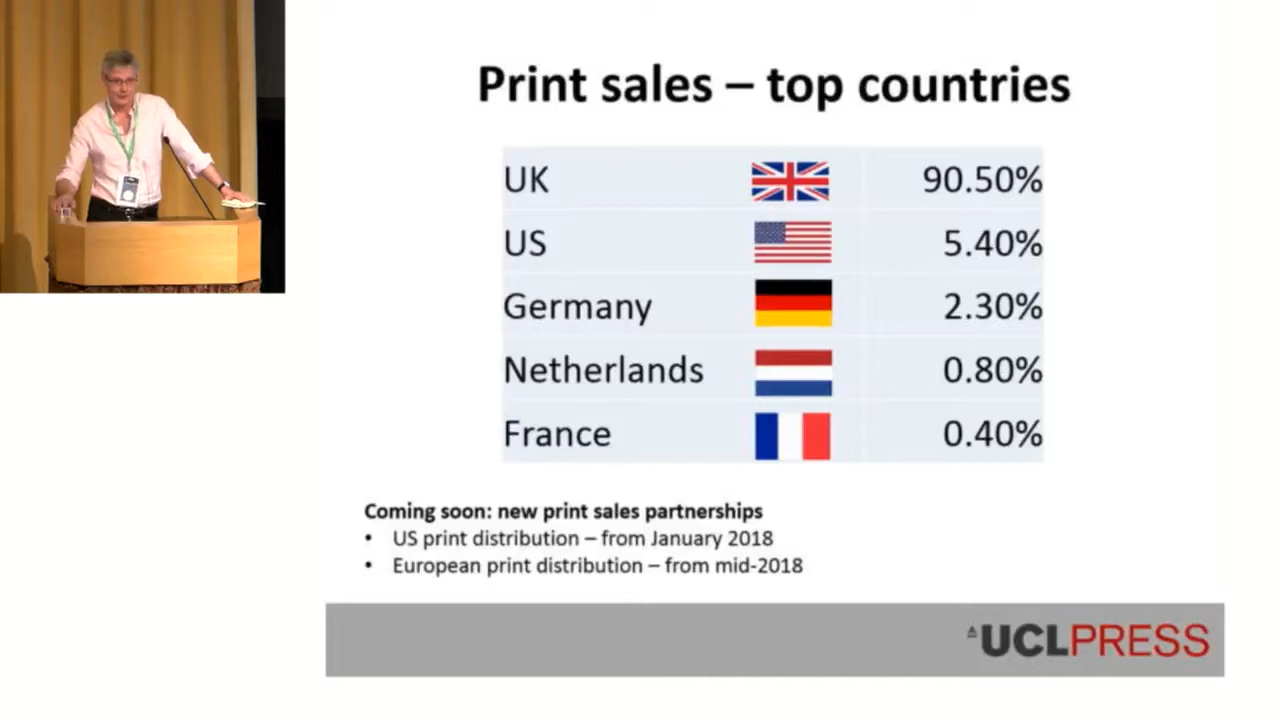 Print sales – top countries
UK 90.50%
US 5.40%
Germany 2.30%
Netherlands 0.80%
France 0.40%
Coming soon: new print sales partnerships
• US print distribution – from January 2018
• European print distribution – from mid-2018
UCLPRESS